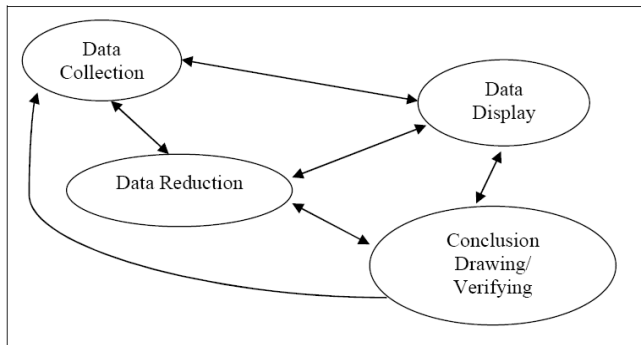 Data
Collection
Data
Display
Data Reduction
Conclusion
Drawing/
Verifying